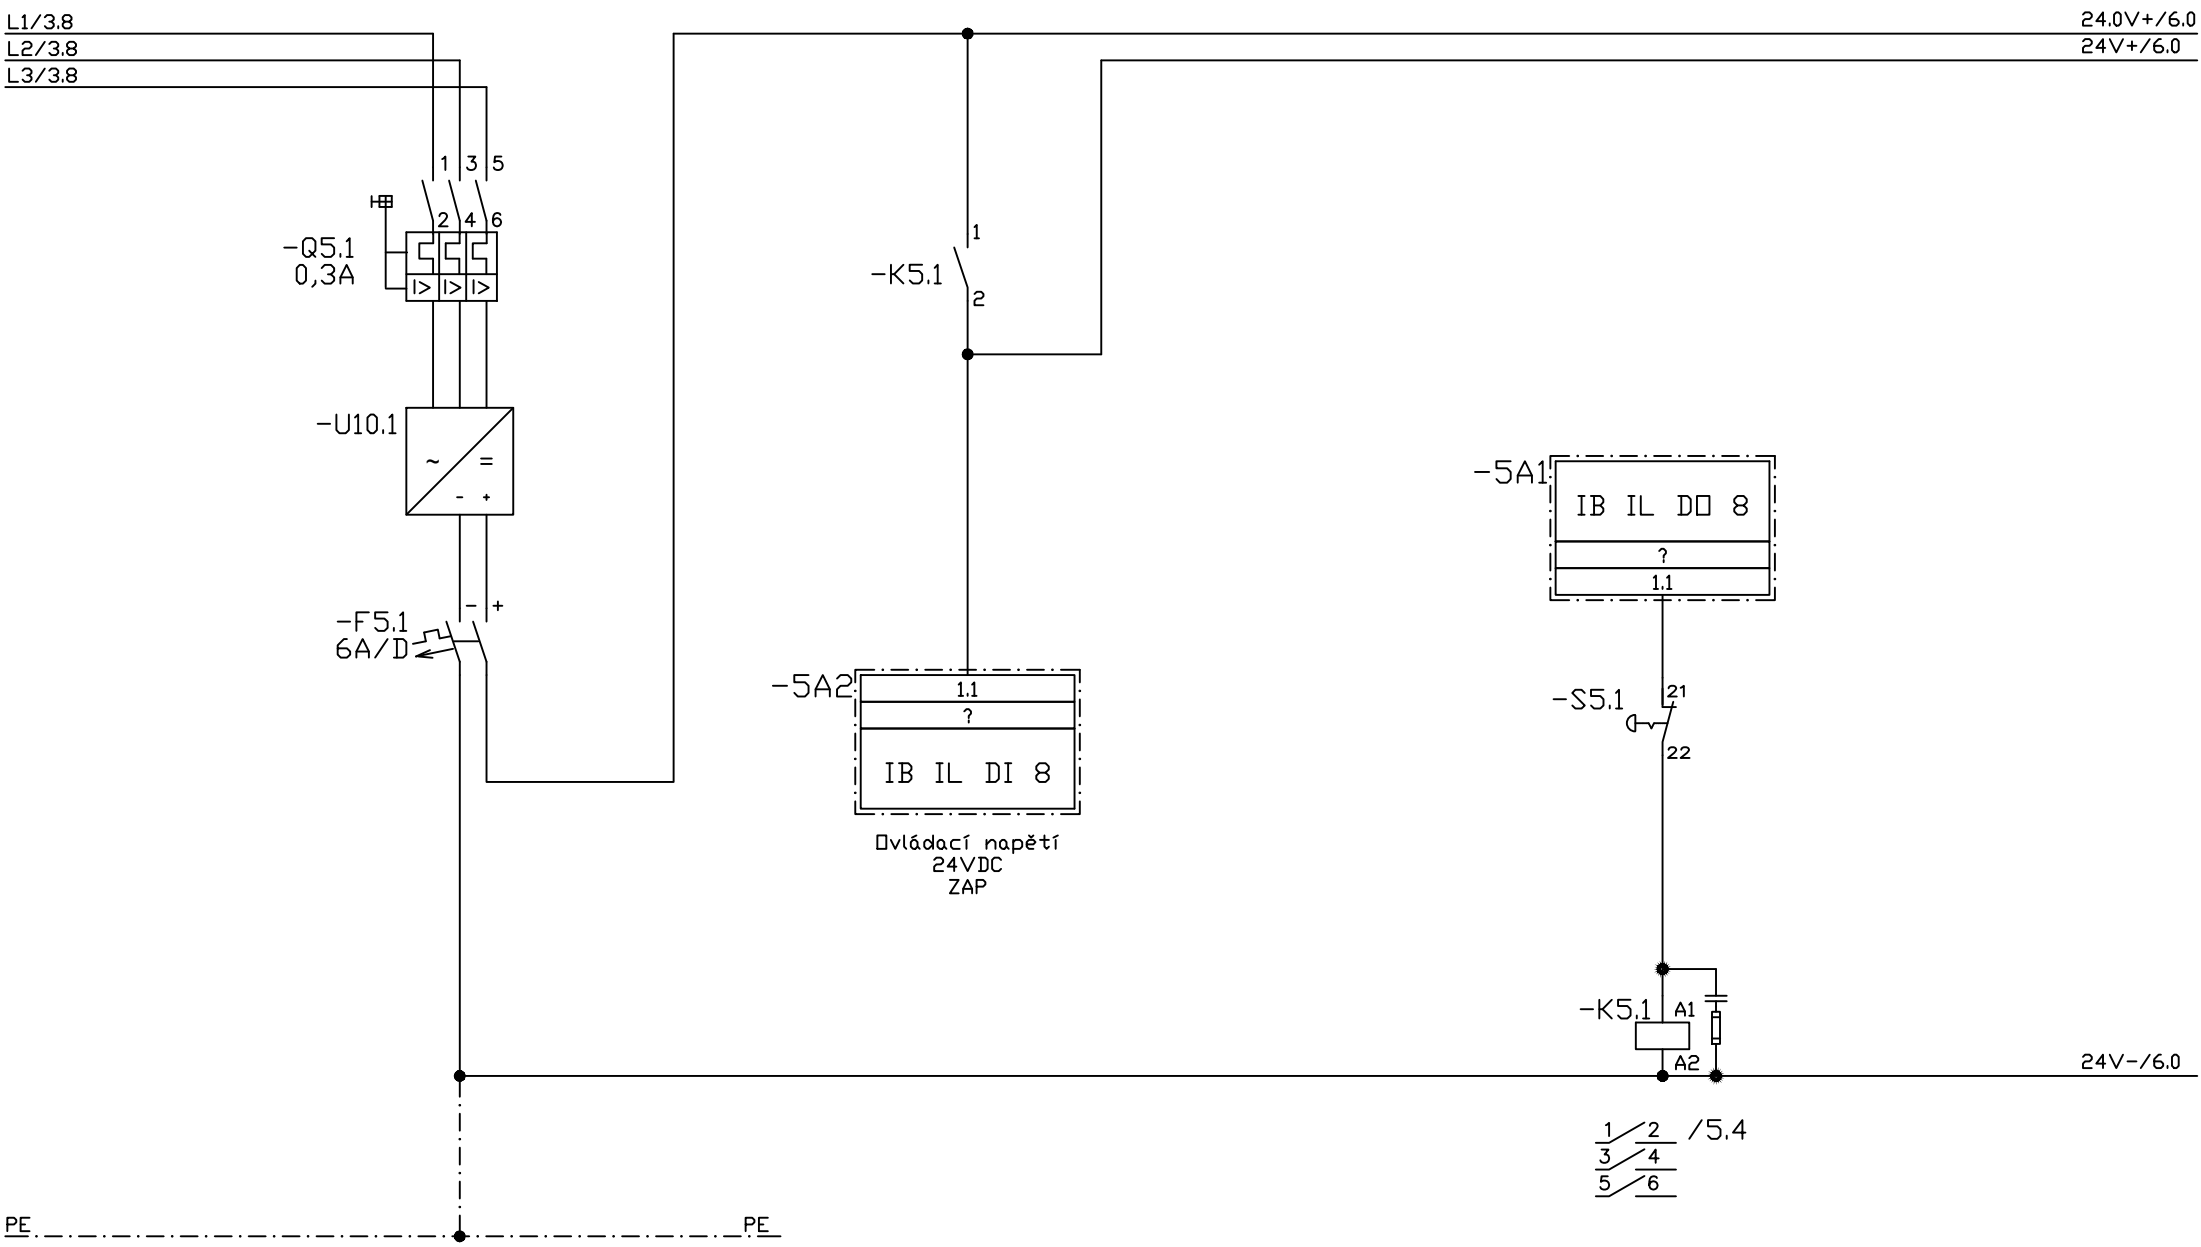 L1/3.8
L2/3.8
L3/3.8
24.0V+/6.0
24V+/6.0
1 3 5
2 4 6
-Q5.1
0,3A
I> I> I>
-U10.1
~ =
- +
- +
-F5.1
6A/D
1
-K5.1
2
-5A1
IB IL DO 8
?
1.1
-5A2
1.1
?
IB IL DI 8
Ovládací napětí
24VDC
ZAP
21
-S5.1
22
-K5.1
A1
A2
24V-/6.0
1 2 /5.4
3 4
5 6
PE PE